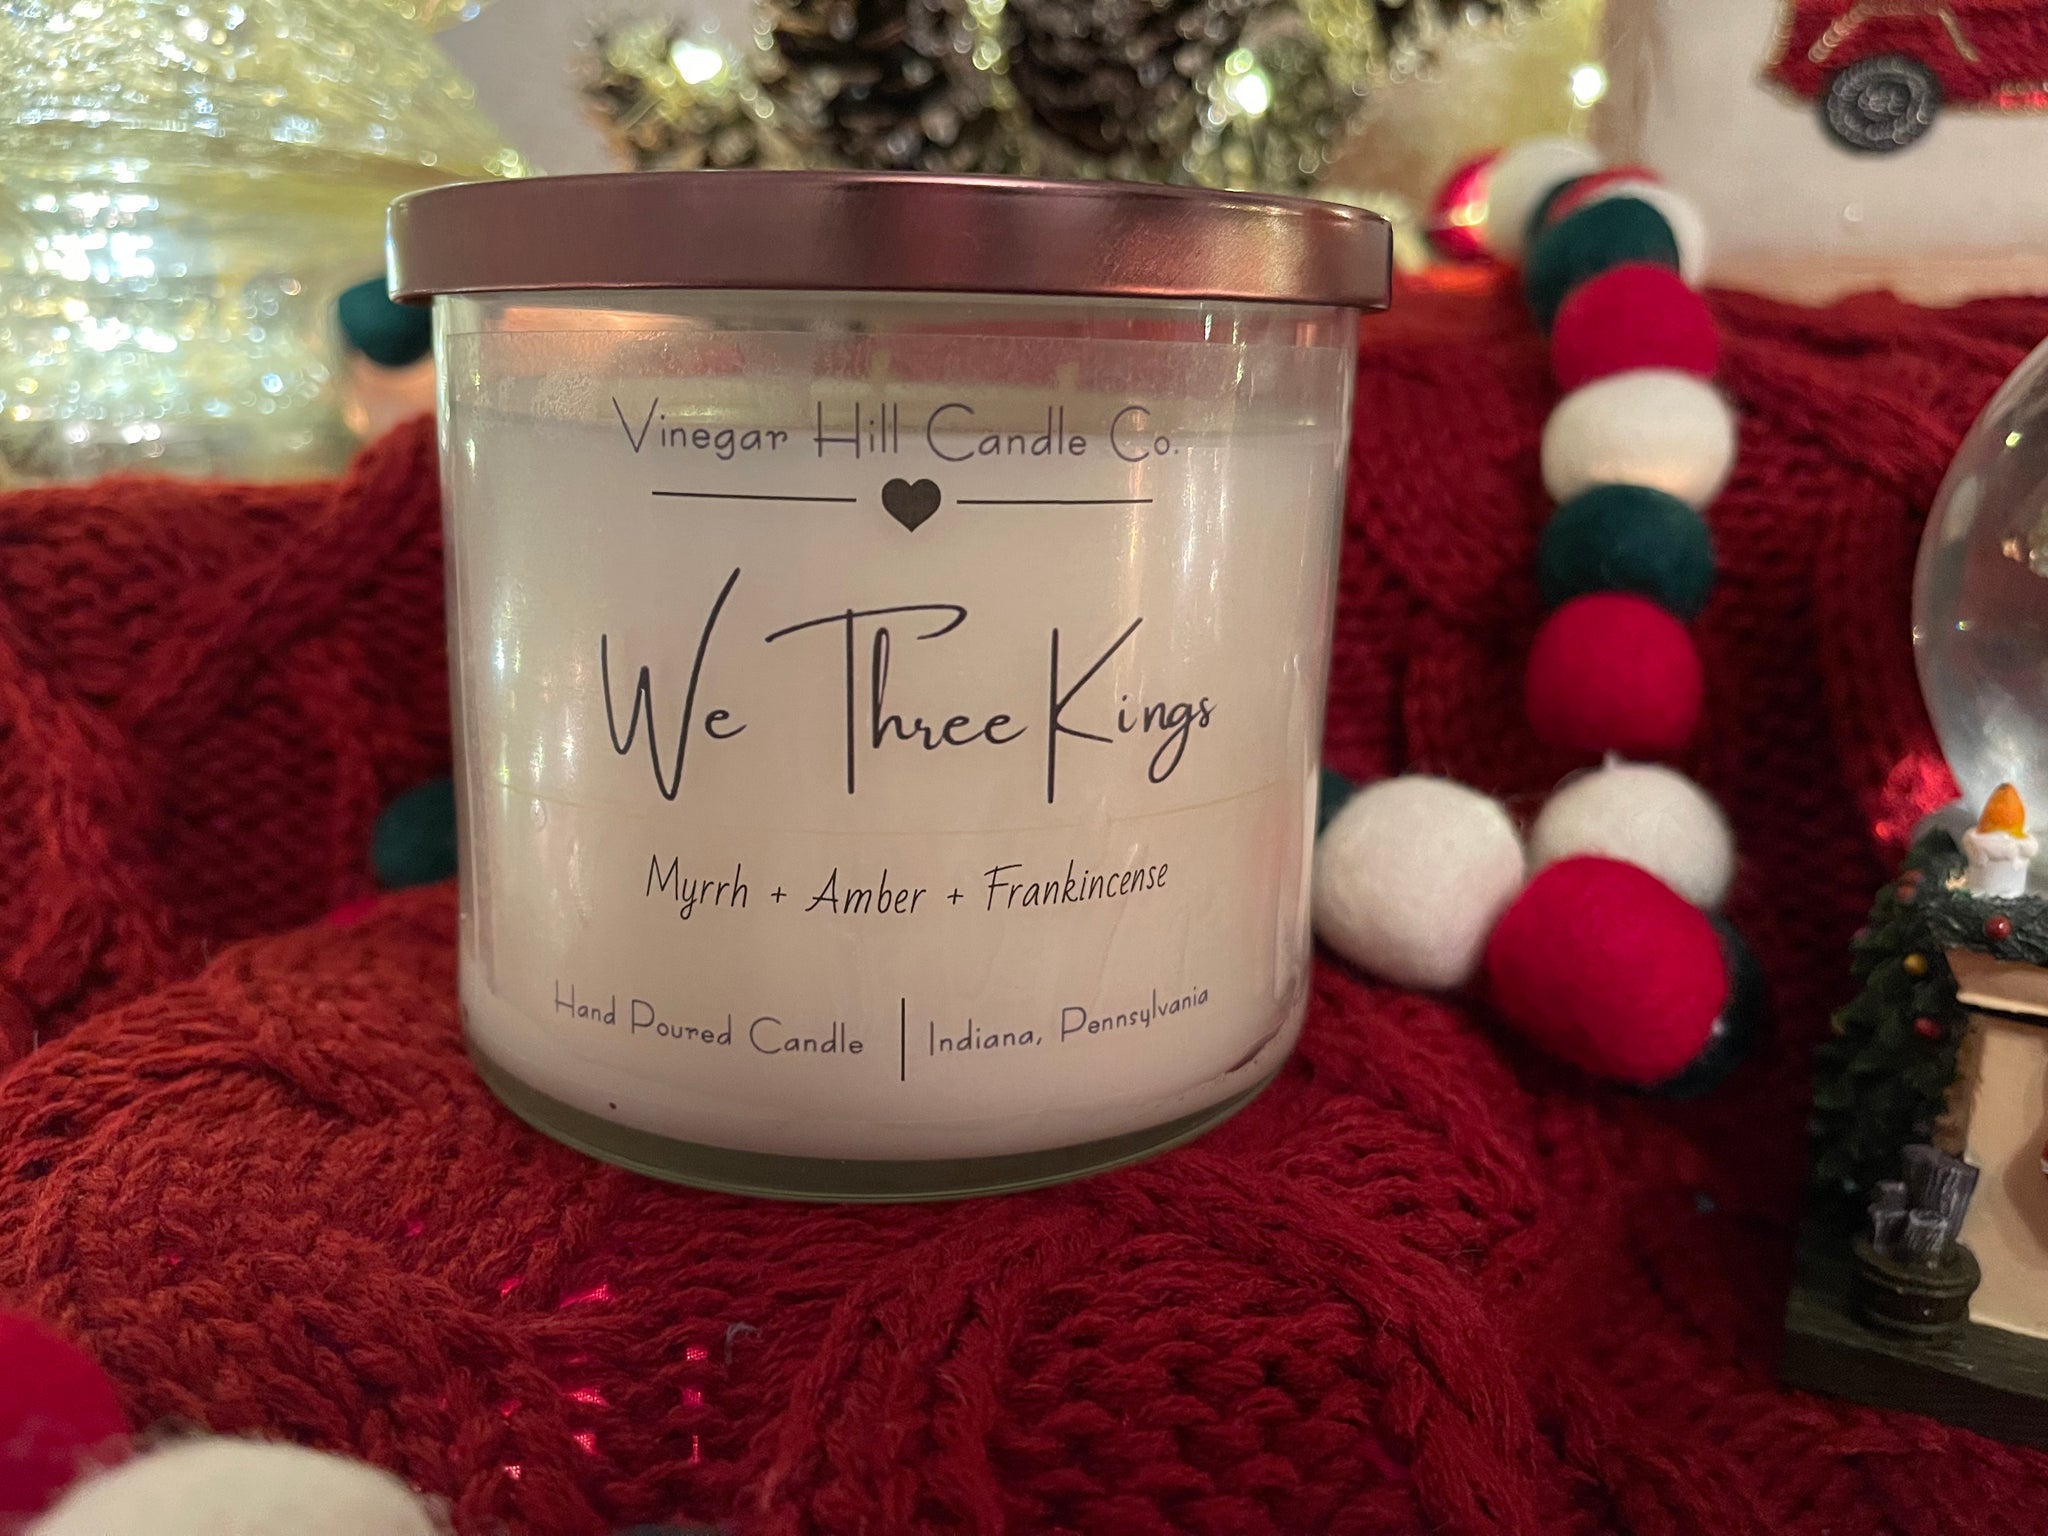 Vinegar Hill Candle Co.
We Three Kings
Myrrh + Amber + Frankincense
Hand Poured Candle | Indiana, Pennsylvania